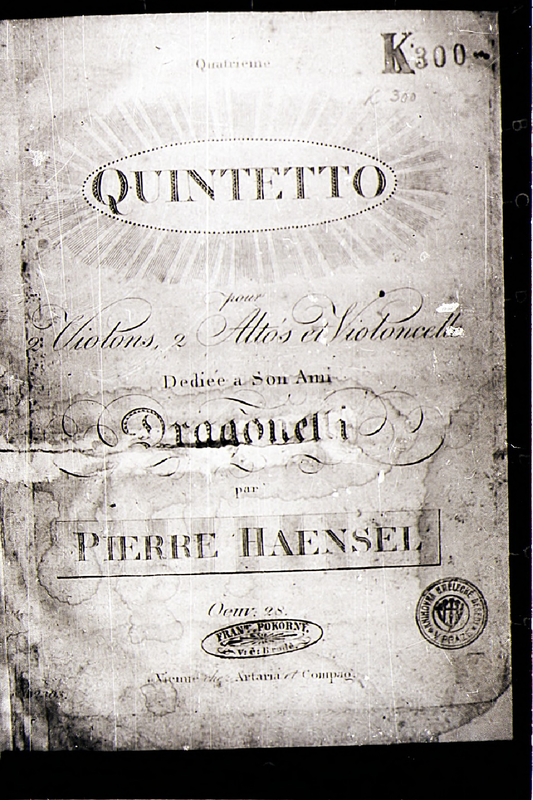 Quatrieme
K300
K 300
QUINTETTO
pour
2 Violons, 2 Altos et Violoncelle
Dediée a Son Ami
Dragonetti
par
PIERRE HAENSEL
Oeuv: 28.
FRANT. POKORNÝ
Vienne chez Artaria et Compag.